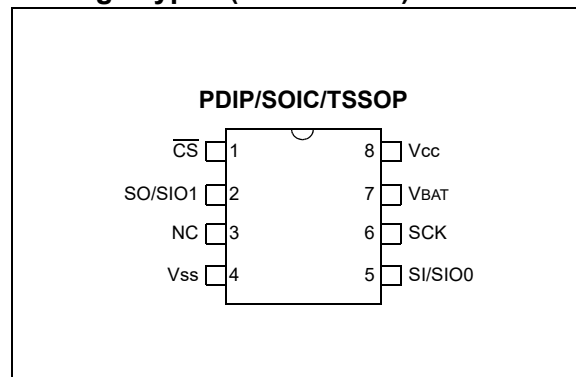 PDIP/SOIC/TSSOP
C̅S̅ 1 8 Vcc
SO/SIO1 2 7 VBAT
NC 3 6 SCK
Vss 4 5 SI/SIO0